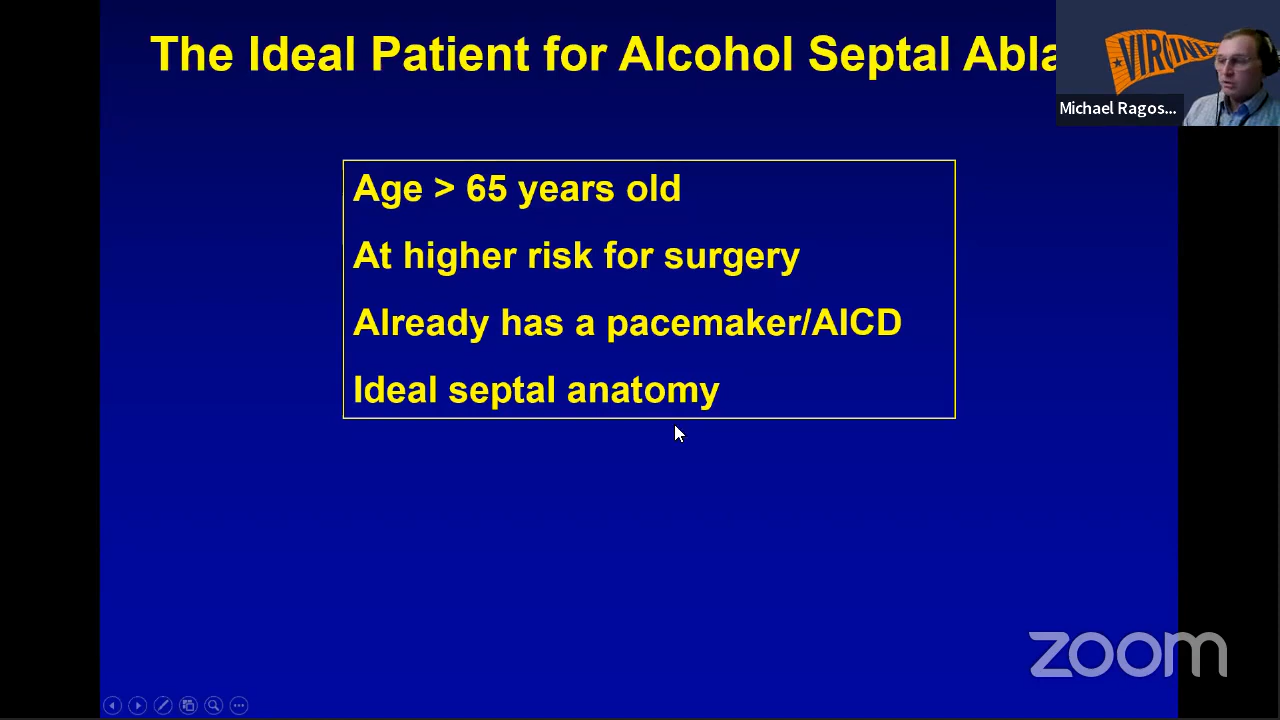 The Ideal Patient for Alcohol Septal Abla
VIRGINIA
Michael Ragos...
Age > 65 years old
At higher risk for surgery
Already has a pacemaker/AICD
Ideal septal anatomy
zoom